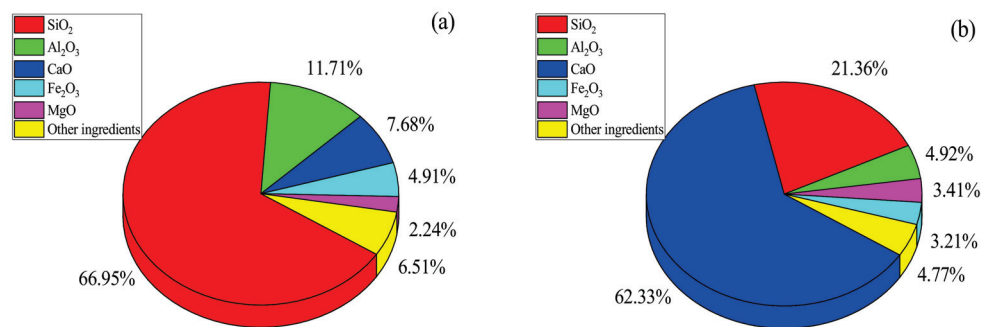 (a)
SiO₂
Al₂O₃
CaO
Fe₂O₃
MgO
Other ingredients
11.71%
7.68%
4.91%
2.24%
6.51%
66.95%
(b)
SiO₂
Al₂O₃
CaO
Fe₂O₃
MgO
Other ingredients
21.36%
4.92%
3.41%
3.21%
4.77%
62.33%